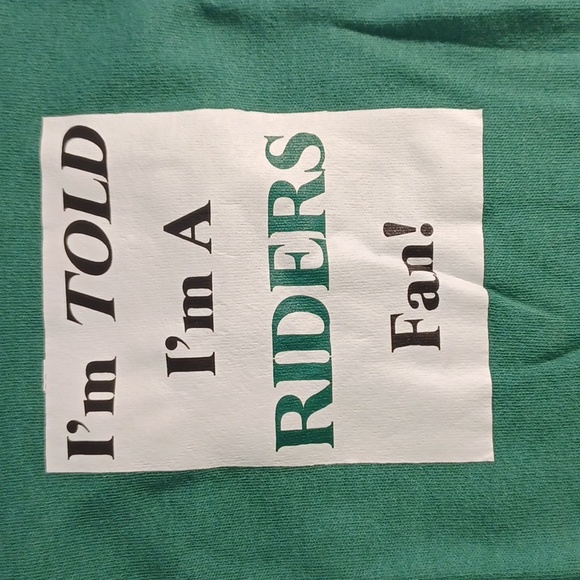 I'm TOLD
I'm A
RIDERS
Fan!